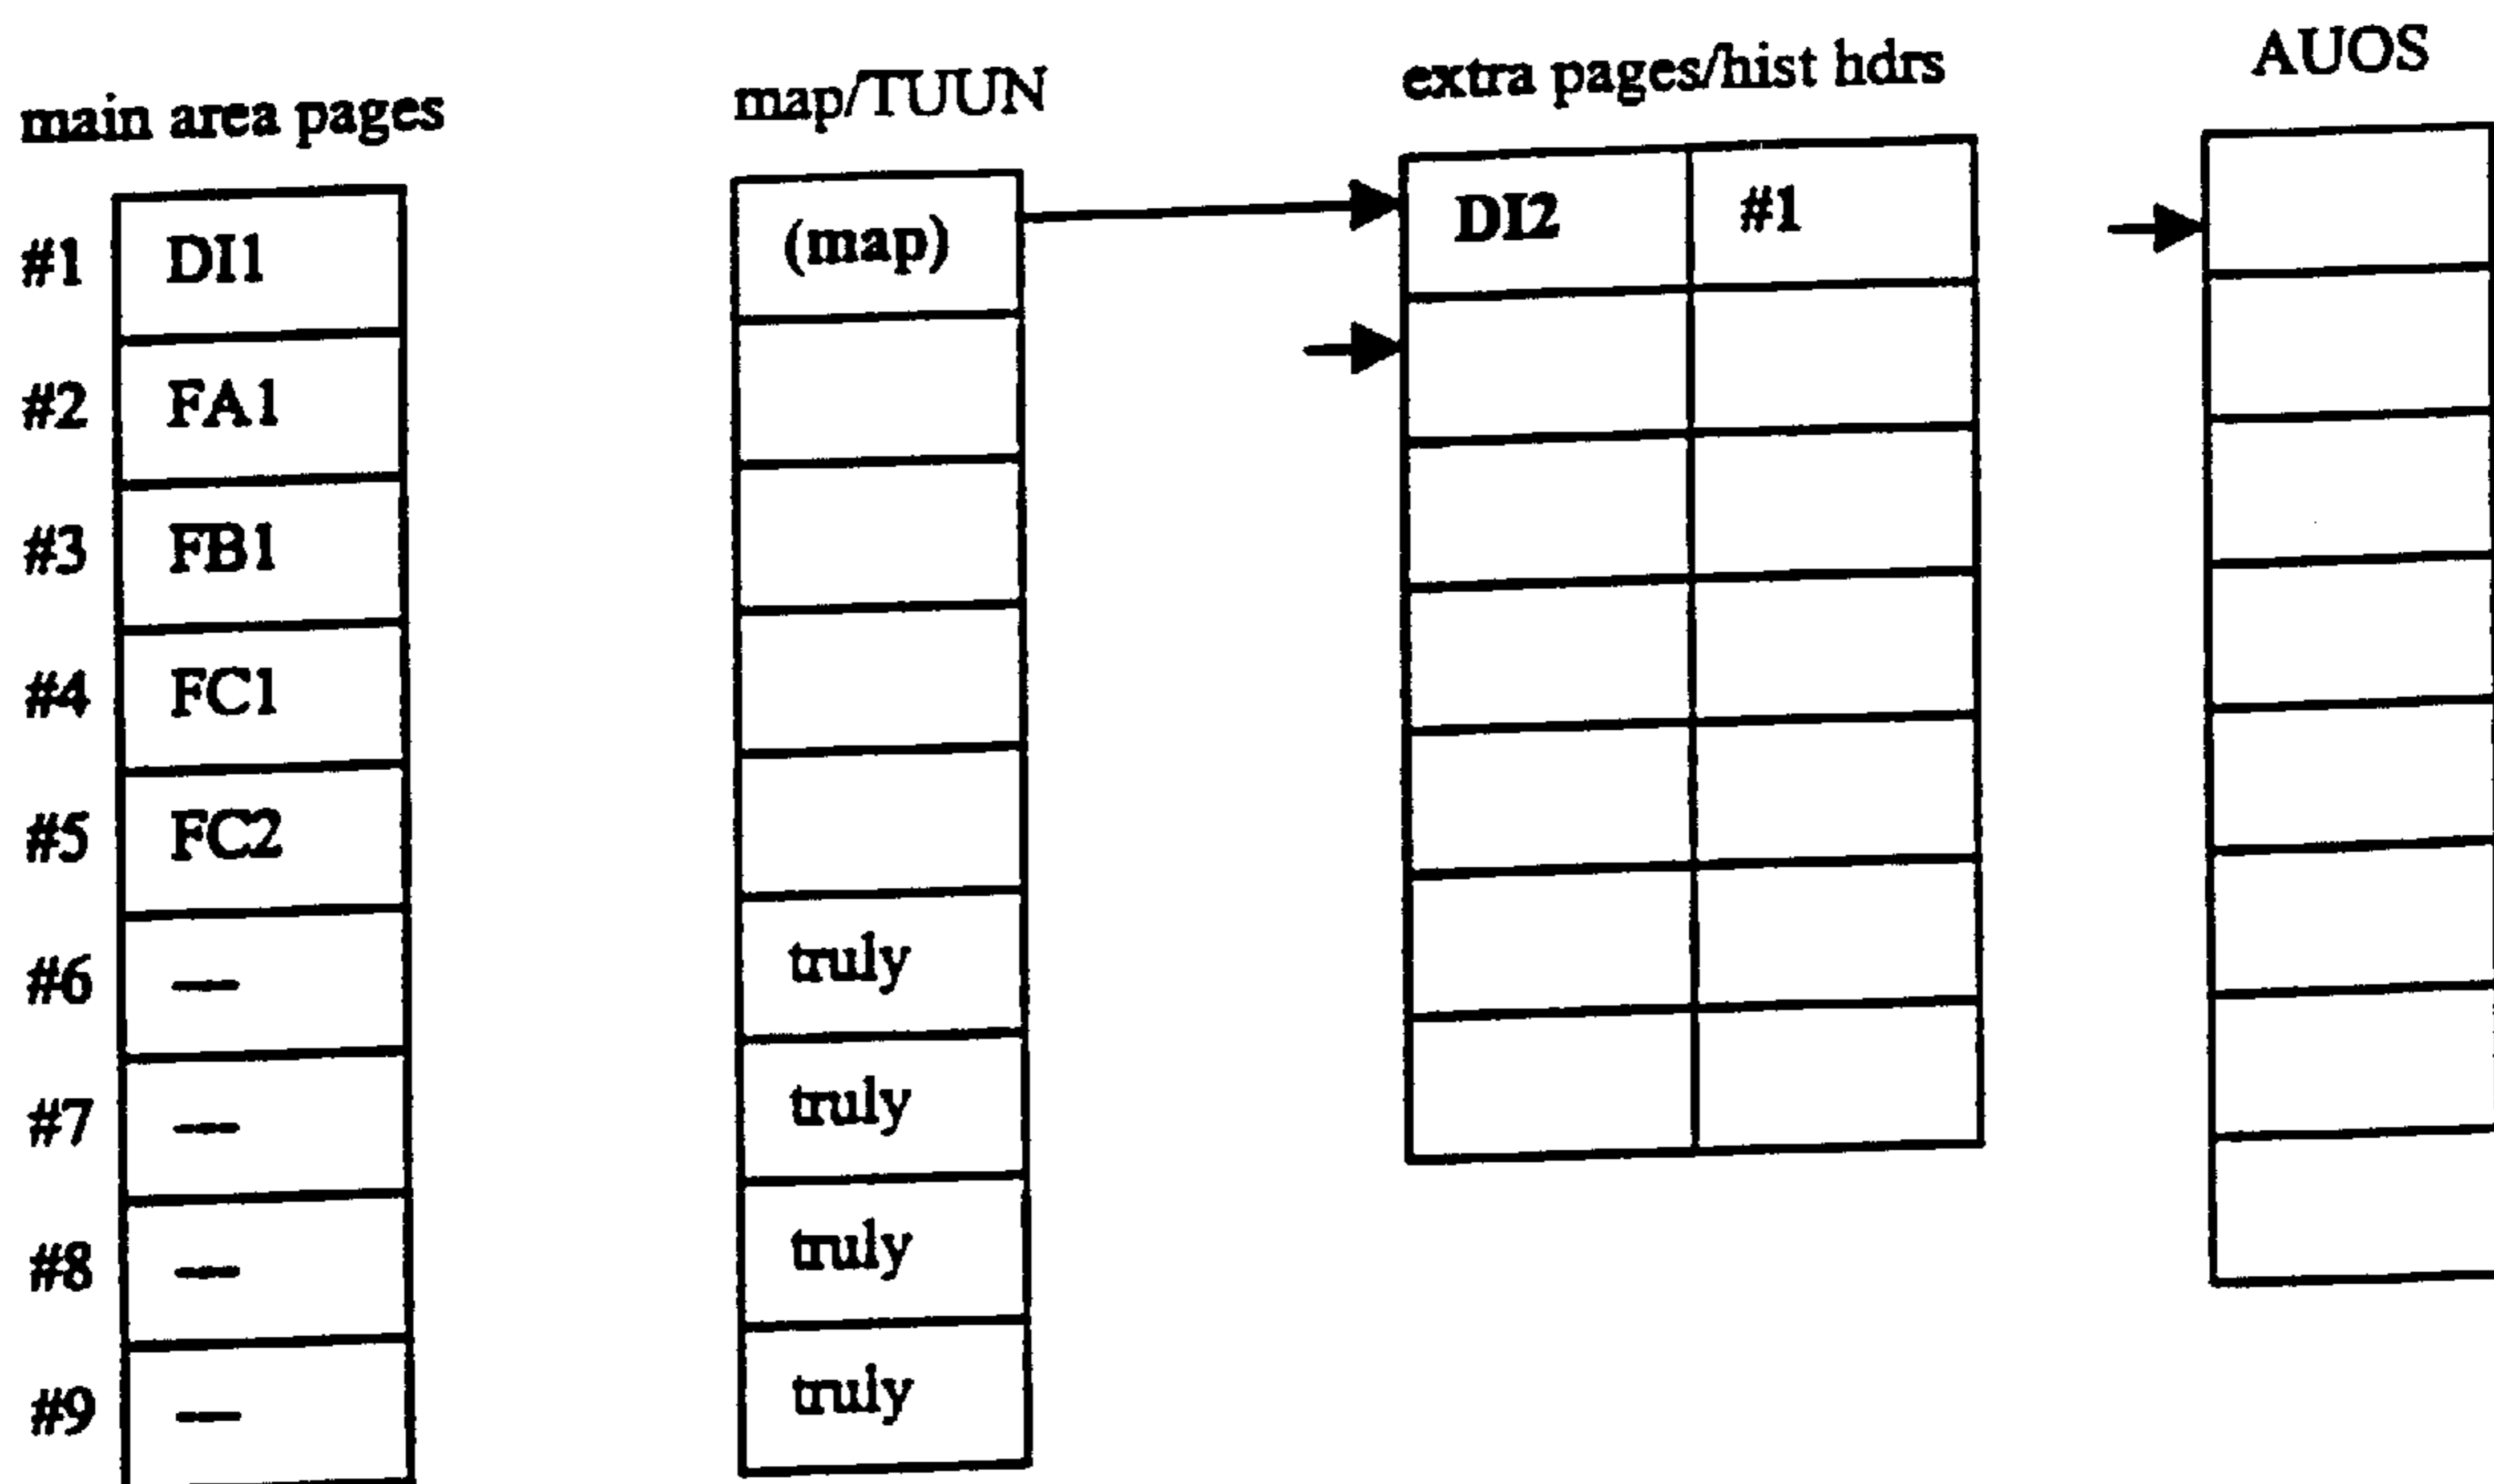 main area pages
map/TUUN
extra pages/hist hdrs
AUOS
#1 DI1 (map) DI2 #1
#2 FA1
#3 FB1
#4 FC1
#5 FC2
#6 — truly
#7 — truly
#8 — truly
#9 — truly